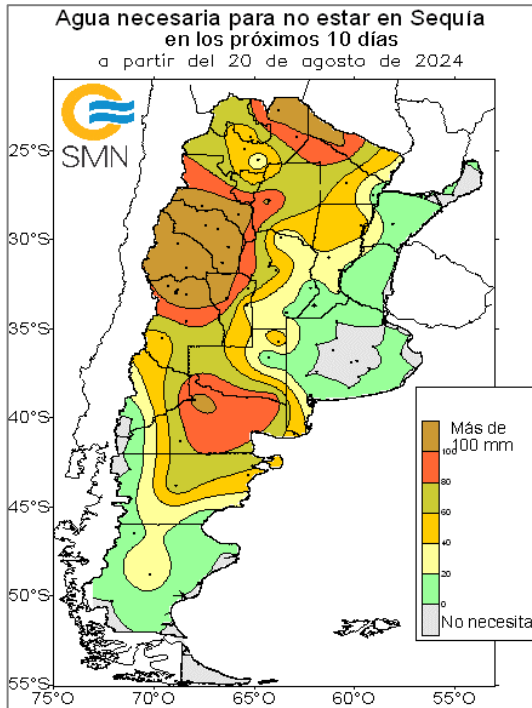 Agua necesaria para no estar en Sequía
en los próximos 10 días
a partir del 20 de agosto de 2024
SMN
25°S
30°S
35°S
40°S
45°S
50°S
55°S
75°O 70°O 65°O 60°O 55°O
Más de
100 mm
100
80
60
40
20
0
No necesita